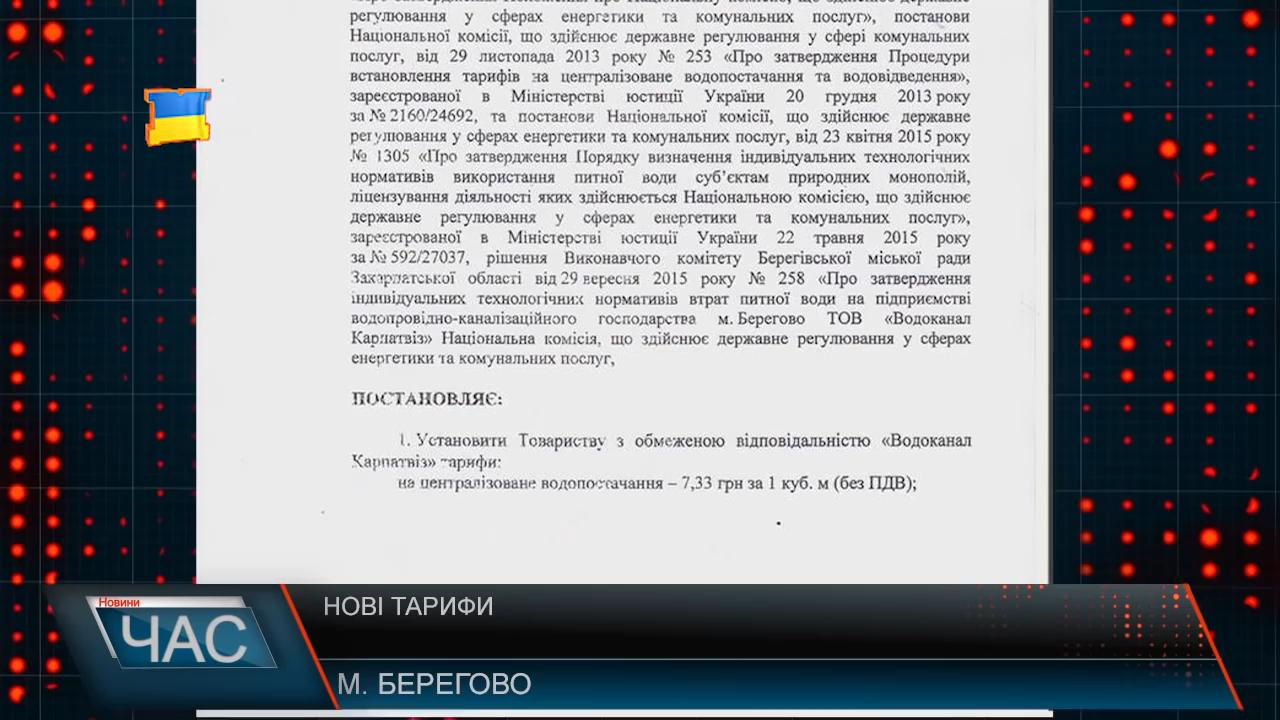 регулювання у сферах енергетики та комунальних послуг», постанови
Національної комісії, що здійснює державне регулювання у сфері комунальних
послуг, від 29 листопада 2013 року № 253 «Про затвердження Процедури
встановлення тарифів на централізоване водопостачання та водовідведення»,
зареєстрованої в Міністерстві юстиції України 20 грудня 2013 року
за № 2160/24692, та постанови Національної комісії, що здійснює державне
регулювання у сферах енергетики та комунальних послуг, від 23 квітня 2015 року
№ 1305 «Про затвердження Порядку визначення індивідуальних технологічних
нормативів використання питної води суб’єктам природних монополій,
ліцензування діяльності яких здійснюється Національною комісією, що здійснює
державне регулювання у сферах енергетики та комунальних послуг»,
зареєстрованої в Міністерстві юстиції України 22 травня 2015 року
за № 592/27037, рішення Виконавчого комітету Берегівської міської ради
Закарпатської області від 29 вересня 2015 року № 258 «Про затвердження
індивідуальних технологічних нормативів втрат питної води на підприємстві
водопровідно-каналізаційного господарства м. Берегово ТОВ «Водоканал
Карпатвіз» Національна комісія, що здійснює державне регулювання у сферах
енергетики та комунальних послуг,
ПОСТАНОВЛЯЄ:
1. Установити Товариству з обмеженою відповідальністю «Водоканал
Карпатвіз» тарифи:
на централізоване водопостачання – 7,33 грн за 1 куб. м (без ПДВ);
Новини
ЧАС
НОВІ ТАРИФИ
М. БЕРЕГОВО